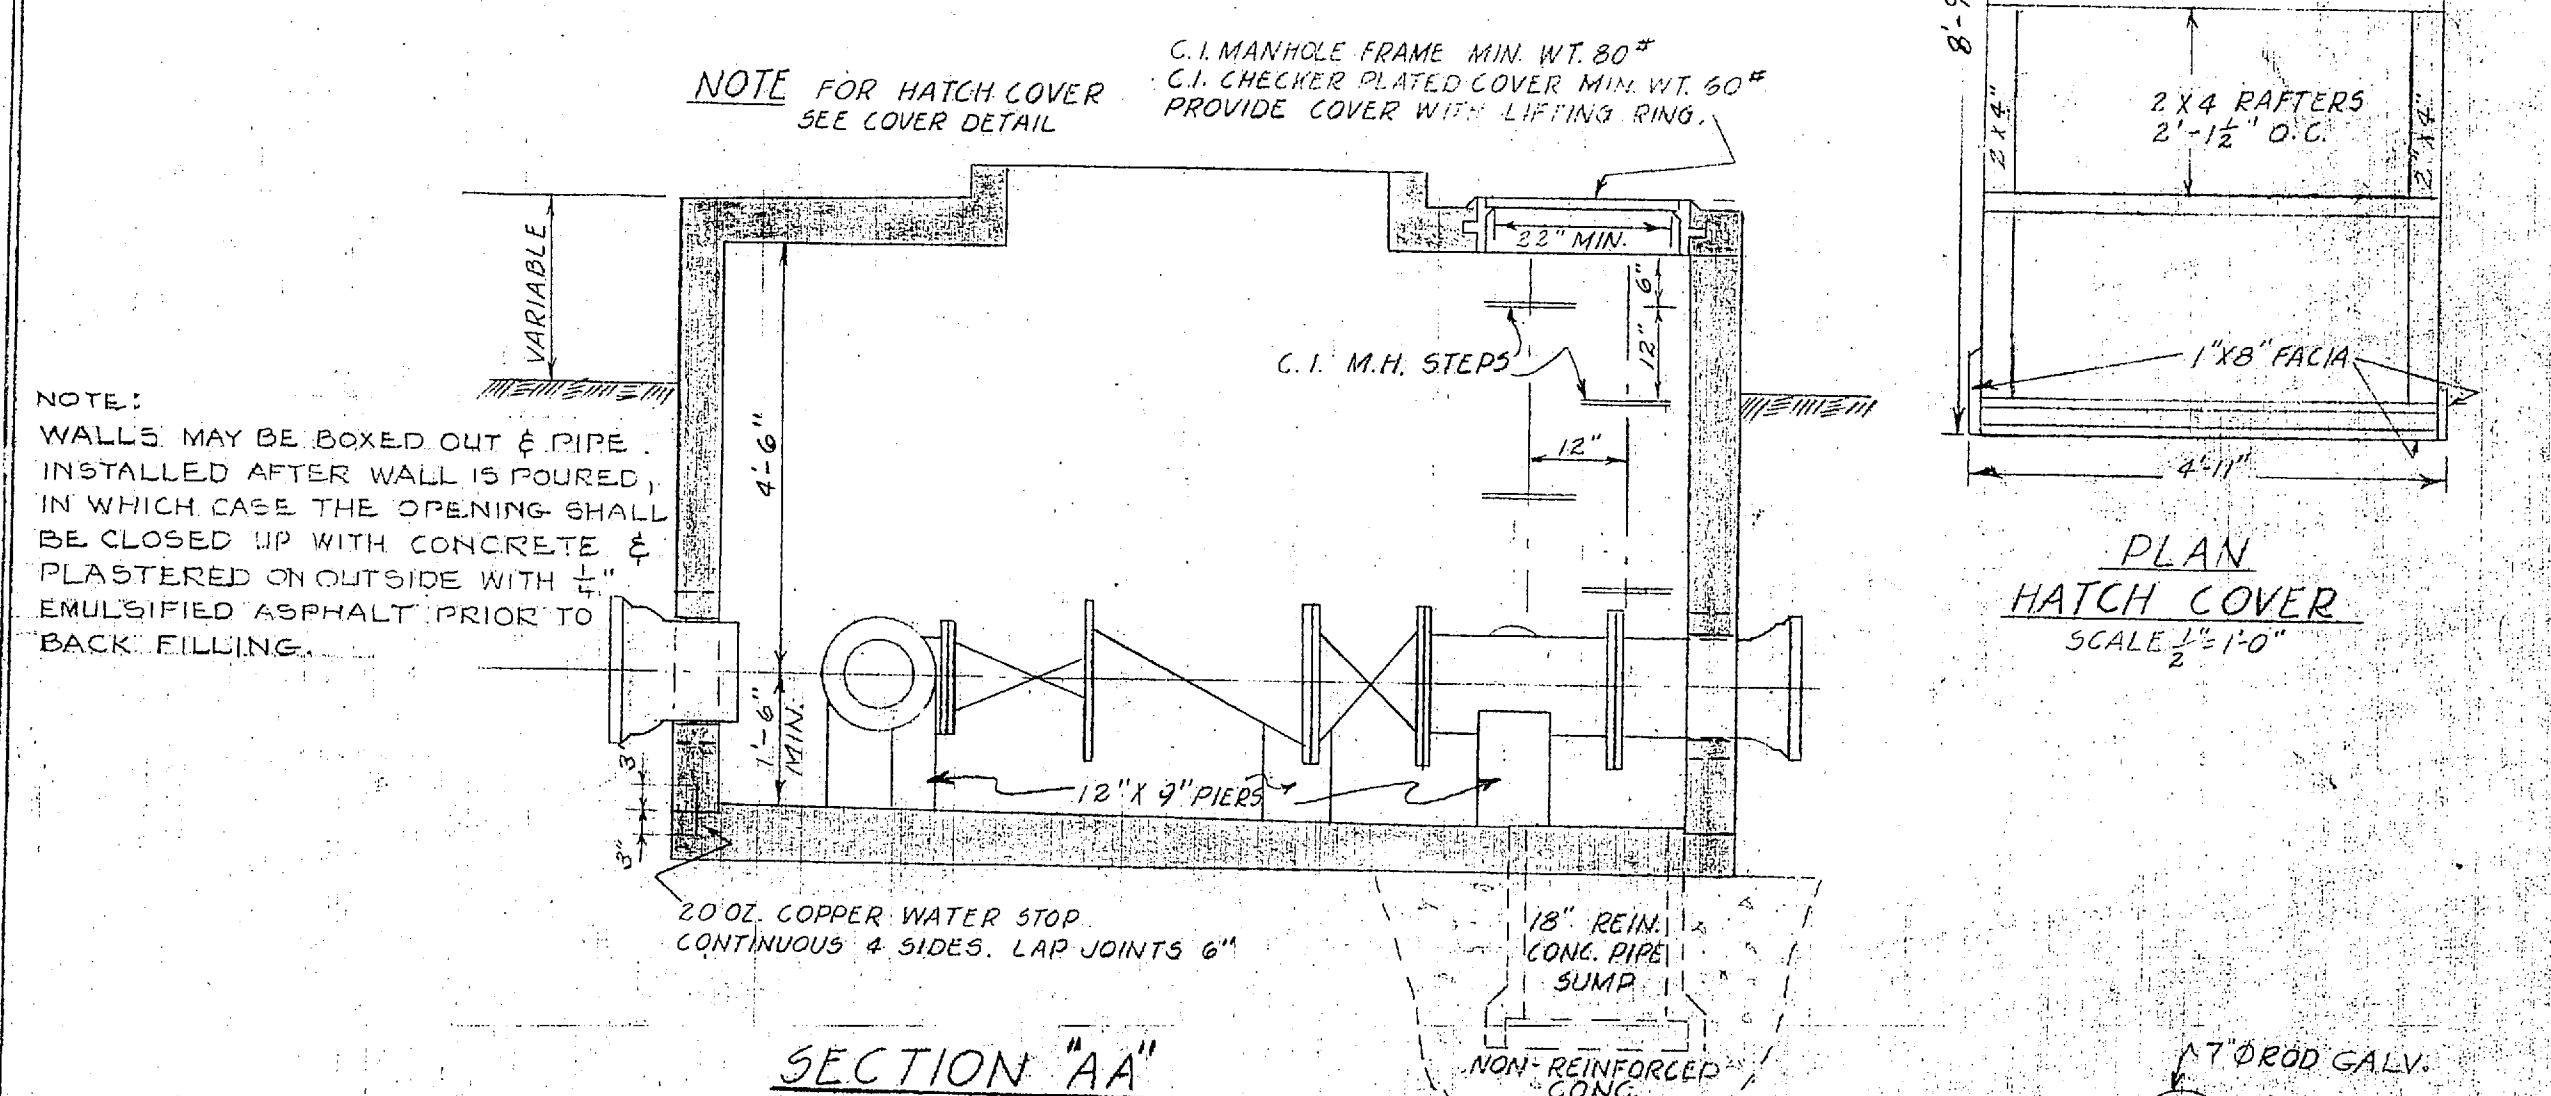 NOTE FOR HATCH COVER
SEE COVER DETAIL
C.I. MANHOLE FRAME MIN. WT. 80#
C.I. CHECKER PLATED COVER MIN. WT. 60#
PROVIDE COVER WITH LIFTING RING.
VARIABLE
22" MIN.
6"
12"
C.I. M.H. STEPS
12"
4'-6"
NOTE:
WALLS MAY BE BOXED OUT & PIPE
INSTALLED AFTER WALL IS POURED,
IN WHICH CASE THE OPENING SHALL
BE CLOSED UP WITH CONCRETE &
PLASTERED ON OUTSIDE WITH 1/4"
EMULSIFIED ASPHALT PRIOR TO
BACK FILLING.
1'-6"
MIN.
3"
3"
12" X 9" PIERS
20 OZ. COPPER WATER STOP
CONTINUOUS 4 SIDES. LAP JOINTS 6"
18" REIN.
CONC. PIPE
SUMP
NON-REINFORCED
CONC.
SECTION "AA"
8'-9
2X4"
2 X 4 RAFTERS
2'-1 1/2" O.C.
2"X4"
1"X8" FACIA
4'-11"
PLAN
HATCH COVER
SCALE 1/2"=1'-0"
7"Ø ROD GALV.